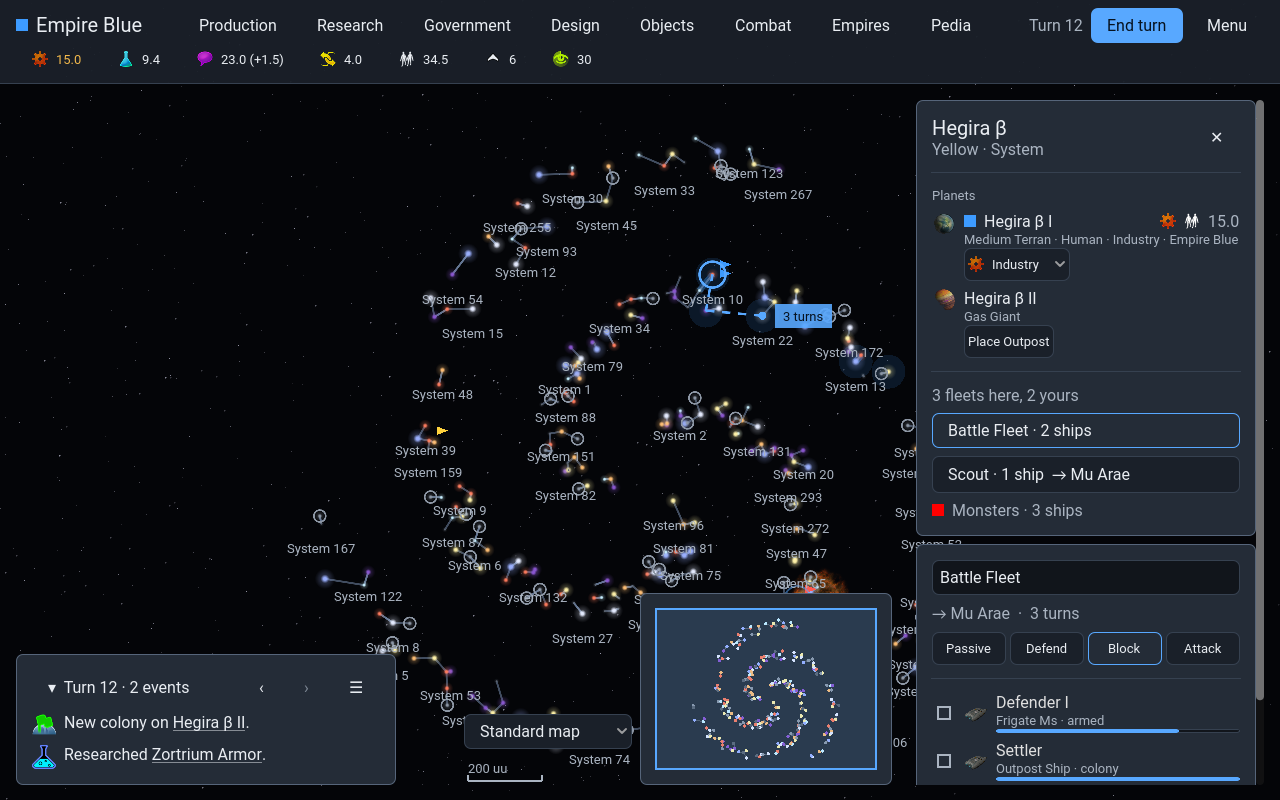 Empire Blue
Production
Research
Government
Design
Objects
Combat
Empires
Pedia
Turn 12
End turn
Menu
15.0
9.4
23.0 (+1.5)
4.0
34.5
6
30
System 123
System 33
System 267
System 30
System 45
System 255
System 93
System 12
System 54
System 10
System 15
System 34
3 turns
System 22
System 172
System 79
System 13
System 1
System 48
System 88
System 2
System 39
System 151
System 131
System 159
System 20
System 82
System 293
System 9
System 96
System 272
System 87
System 167
System 81
System 47
System 6
System 75
System 65
System 122
System 132
System 27
System 8
System 53
System 74
Hegira β
Yellow · System
Planets
Hegira β I
15.0
Medium Terran · Human · Industry · Empire Blue
Industry
Hegira β II
Gas Giant
Place Outpost
3 fleets here, 2 yours
Battle Fleet · 2 ships
Scout · 1 ship → Mu Arae
Monsters · 3 ships
Battle Fleet
→ Mu Arae · 3 turns
Passive
Defend
Block
Attack
Defender I
Frigate Ms · armed
Settler
Outpost Ship · colony
▾ Turn 12 · 2 events
‹
›
☰
New colony on Hegira β II.
Researched Zortrium Armor.
Standard map
200 uu